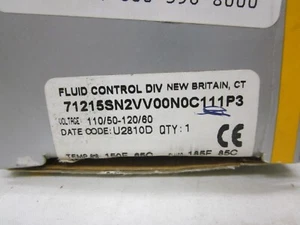 FLUID CONTROL DIV NEW BRITAIN, CT
71215SN2VV00N0C111P3
VOLTAGE: 110/50-120/60
DATE CODE: U2810D QTY: 1
CE